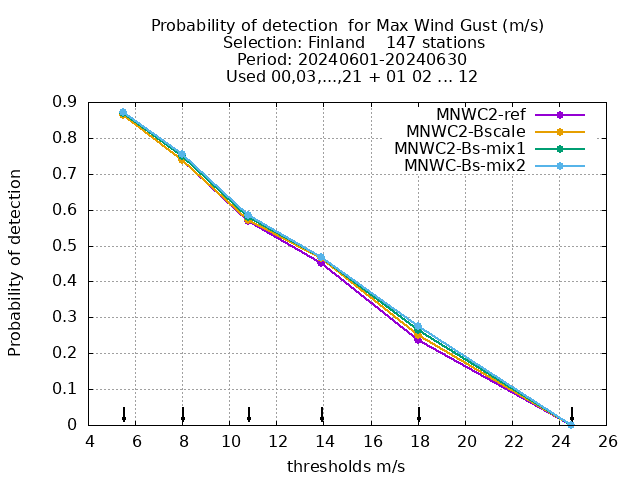 Probability of detection  for Max Wind Gust (m/s)
Selection: Finland    147 stations
Period: 20240601-20240630
Used 00,03,...,21 + 01 02 ... 12
MNWC2-ref
MNWC2-Bscale
MNWC2-Bs-mix1
MNWC-Bs-mix2
Probability of detection
0.9
0.8
0.7
0.6
0.5
0.4
0.3
0.2
0.1
0
4 6 8 10 12 14 16 18 20 22 24 26
thresholds m/s